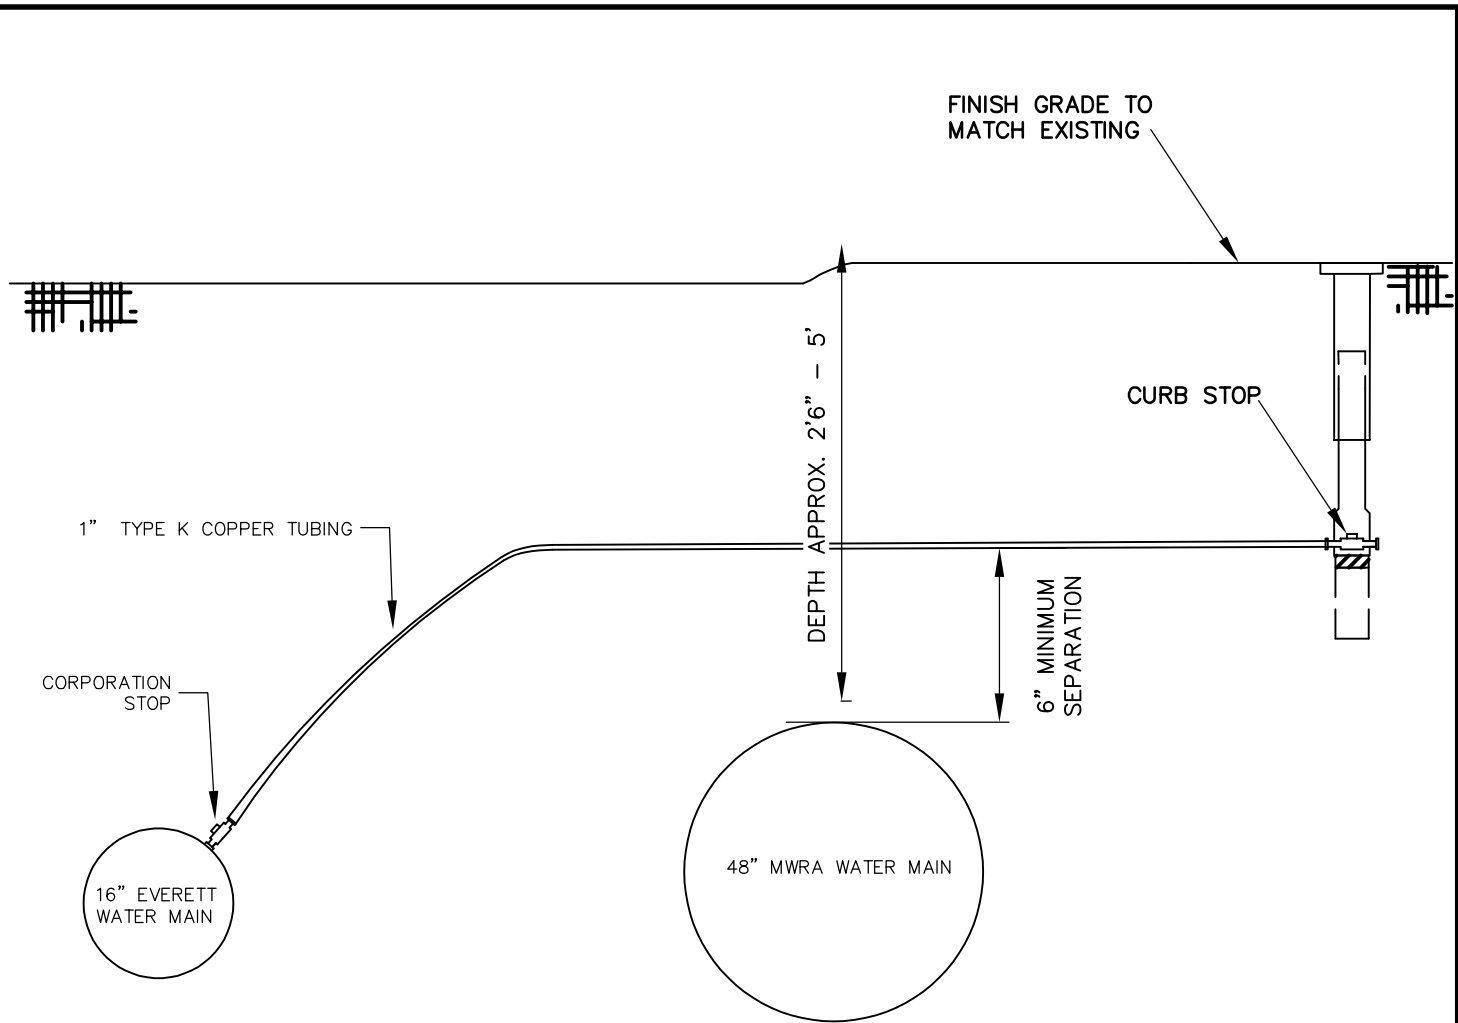 FINISH GRADE TO
MATCH EXISTING
CURB STOP
DEPTH APPROX. 2'6" - 5'
1" TYPE K COPPER TUBING
6" MINIMUM
SEPARATION
CORPORATION
STOP
48" MWRA WATER MAIN
16" EVERETT
WATER MAIN